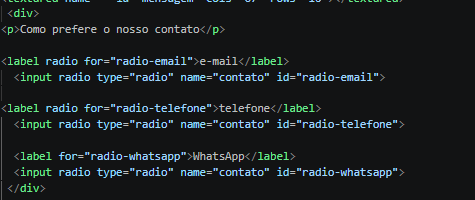 <div>
<p>Como prefere o nosso contato</p>
<label radio for="radio-email">e-mail</label>
<input radio type="radio" name="contato" id="radio-email">
<label radio for="radio-telefone">telefone</label>
<input radio type="radio" name="contato" id="radio-telefone">
<label for="radio-whatsapp">WhatsApp</label>
<input radio type="radio" name="contato" id="radio-whatsapp">
</div>